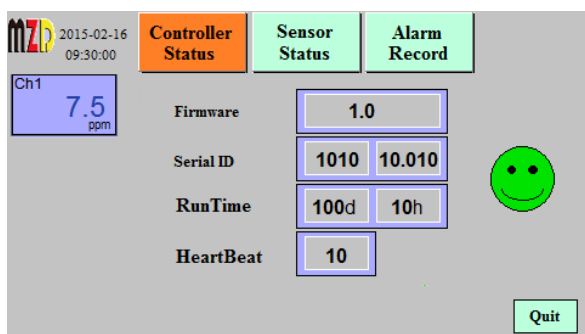 MZD 2015-02-16
09:30:00
Controller
Status
Sensor
Status
Alarm
Record
Ch1
7.5
ppm
Firmware 1.0
Serial ID 1010 10.010
RunTime 100d 10h
HeartBeat 10
Quit